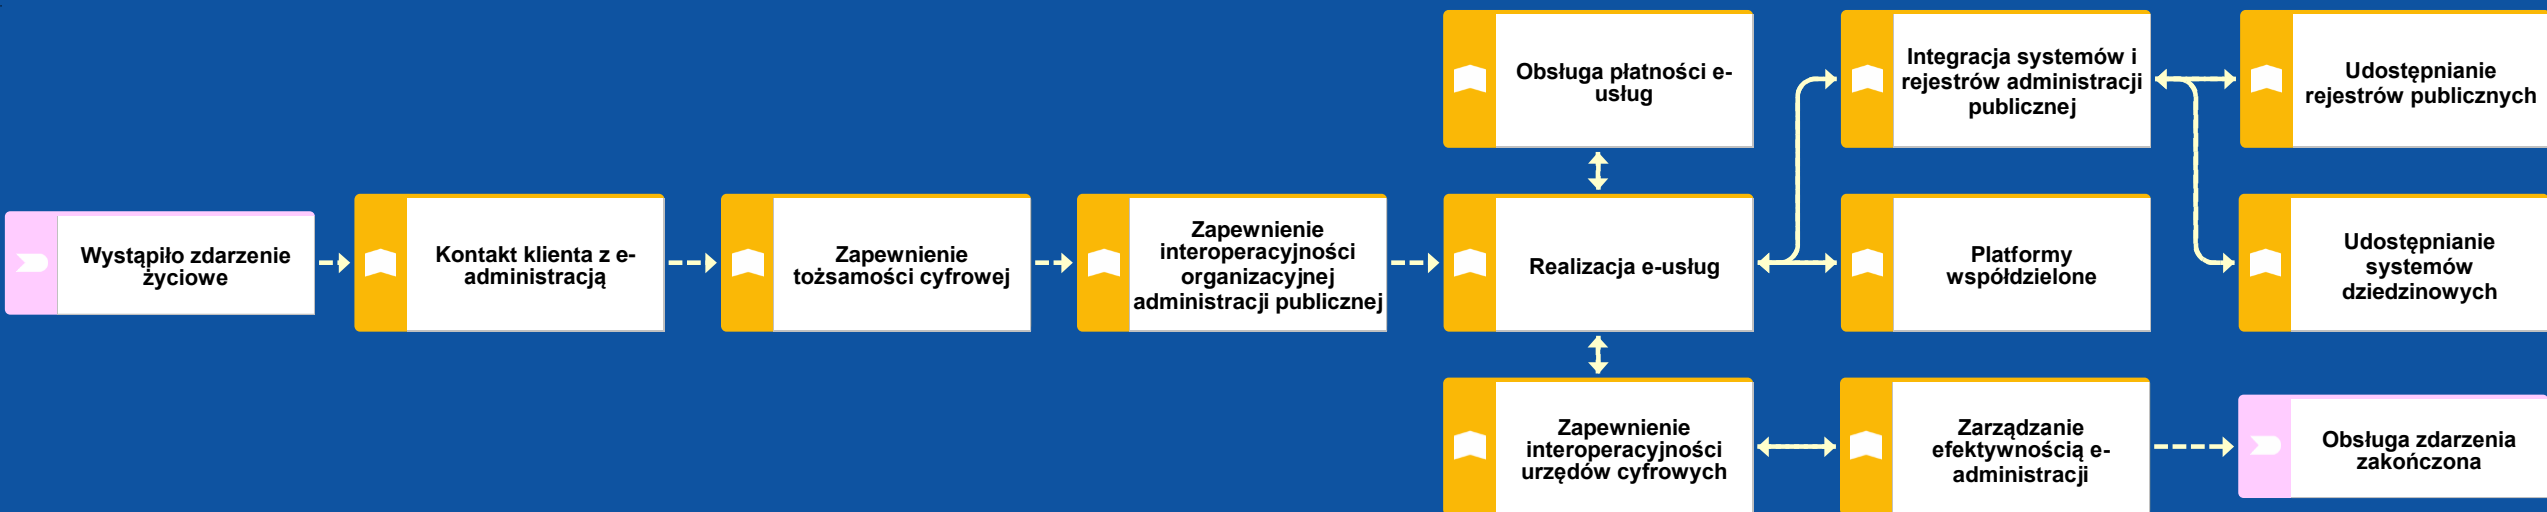 Obsługa płatności e-
usług
Integracja systemów i
rejestrów administracji
publicznej
Udostępnianie
rejestrów publicznych
Wystąpiło zdarzenie
życiowe
Kontakt klienta z e-
administracją
Zapewnienie
tożsamości cyfrowej
Zapewnienie
interoperacyjności
organizacyjnej
administracji publicznej
Realizacja e-usług
Platformy
współdzielone
Udostępnianie
systemów
dziedzinowych
Zapewnienie
interoperacyjności
urzędów cyfrowych
Zarządzanie
efektywnością e-
administracji
Obsługa zdarzenia
zakończona